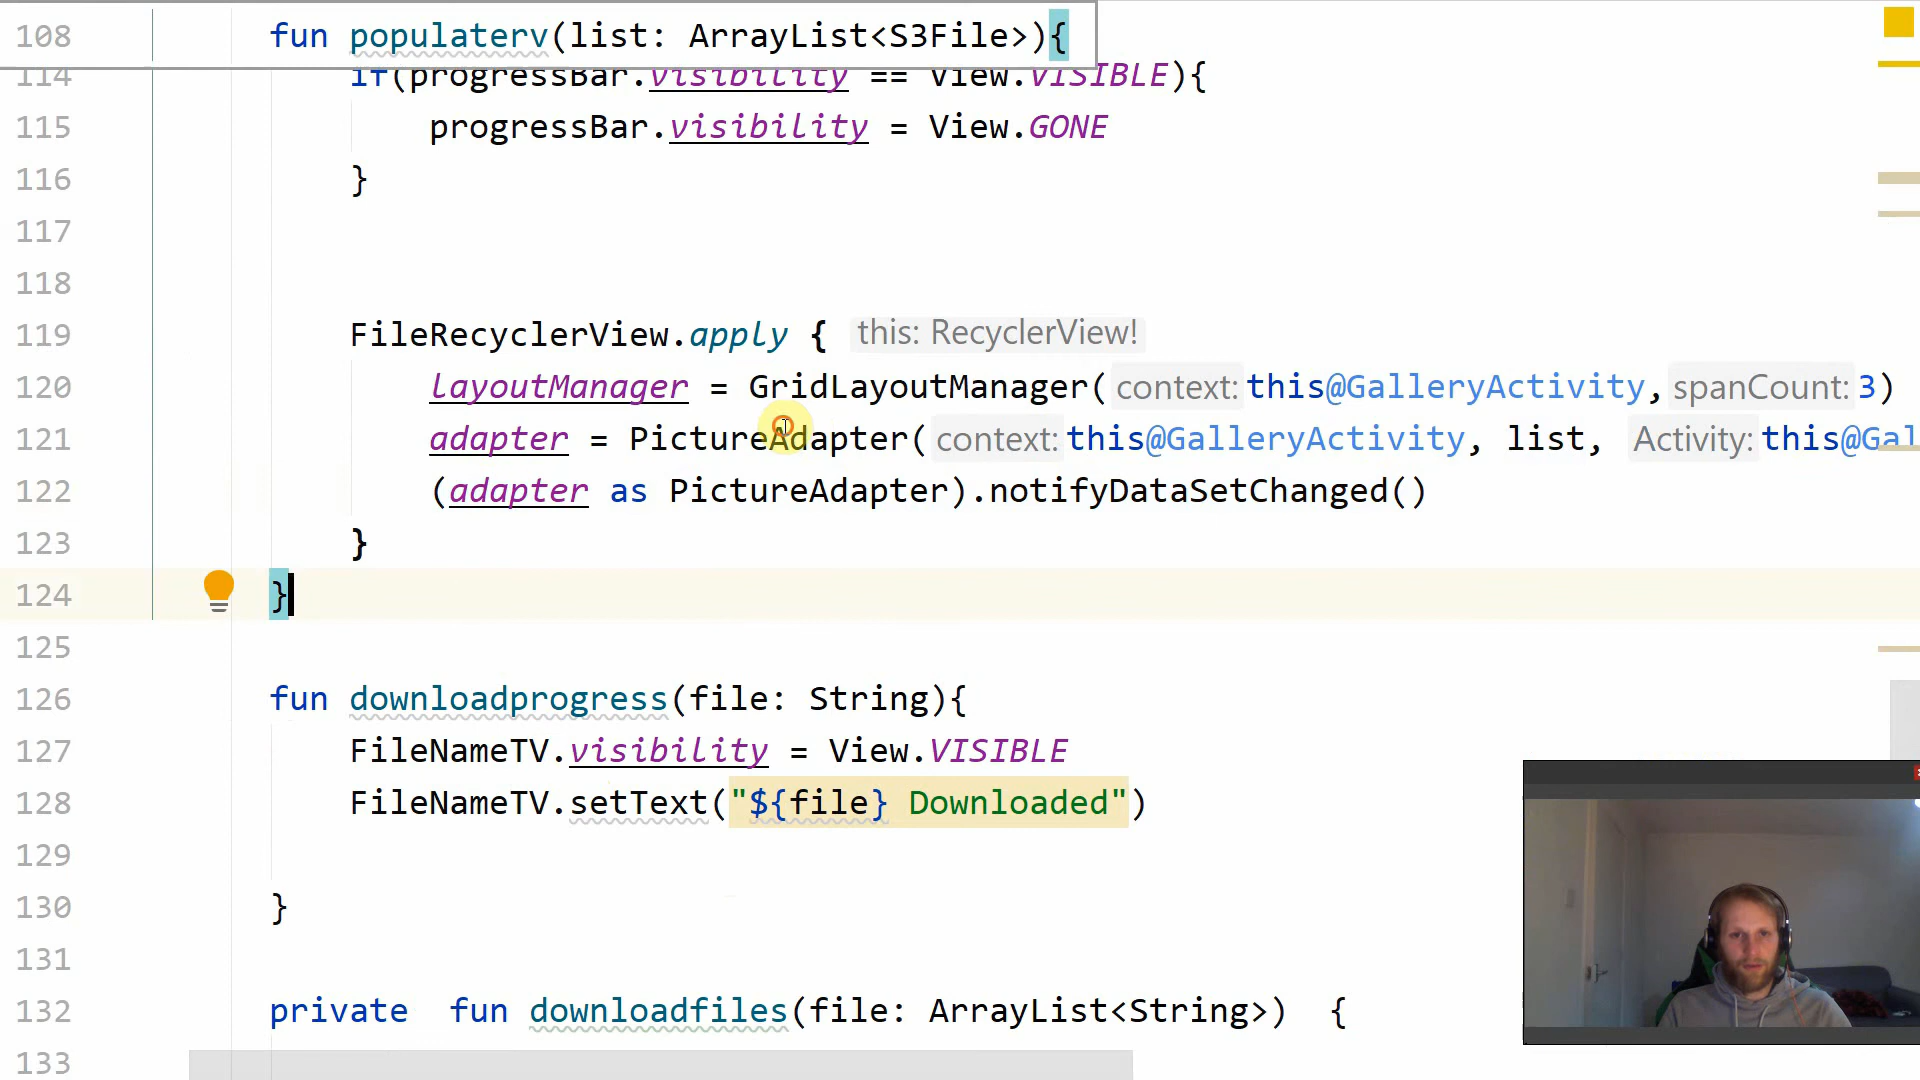 108 fun populaterv(list: ArrayList<S3File>){
114 if(progressBar.visibility == View.VISIBLE){
115 progressBar.visibility = View.GONE
116 }
117
118
119 FileRecyclerView.apply { this: RecyclerView!
120 layoutManager = GridLayoutManager( context: this@GalleryActivity, spanCount: 3)
121 adapter = PictureAdapter( context: this@GalleryActivity, list, Activity: this@Gal
122 (adapter as PictureAdapter).notifyDataSetChanged()
123 }
124 }
125
126 fun downloadprogress(file: String){
127 FileNameTV.visibility = View.VISIBLE
128 FileNameTV.setText("${file} Downloaded")
129
130 }
131
132 private fun downloadfiles(file: ArrayList<String>) {
133